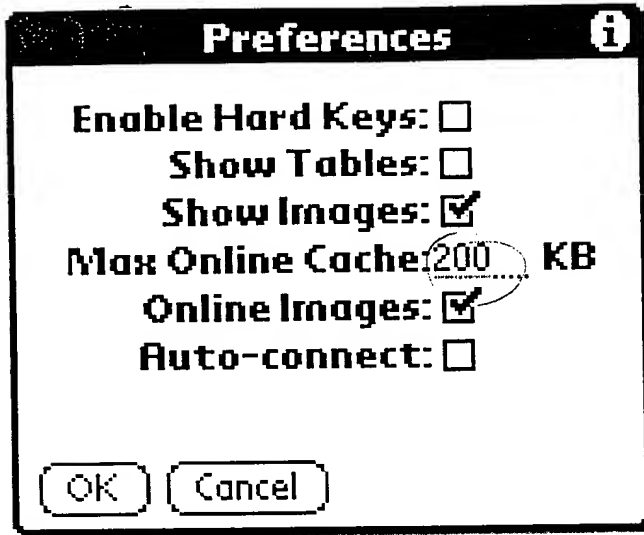 Preferences i
Enable Hard Keys:
Show Tables:
Show Images:
Max Online Cache: 200 KB
Online Images:
Auto-connect:
OK Cancel